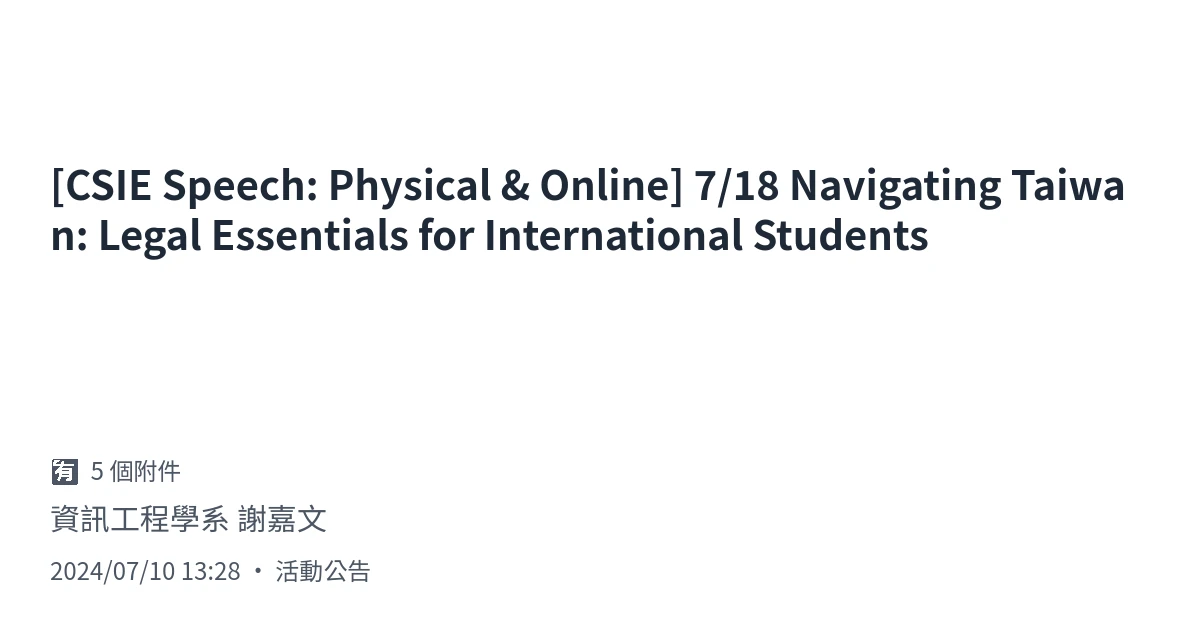 [CSIE Speech: Physical & Online] 7/18 Navigating Taiwa
n: Legal Essentials for International Students
有 5 個附件
資訊工程學系 謝嘉文
2024/07/10 13:28 • 活動公告